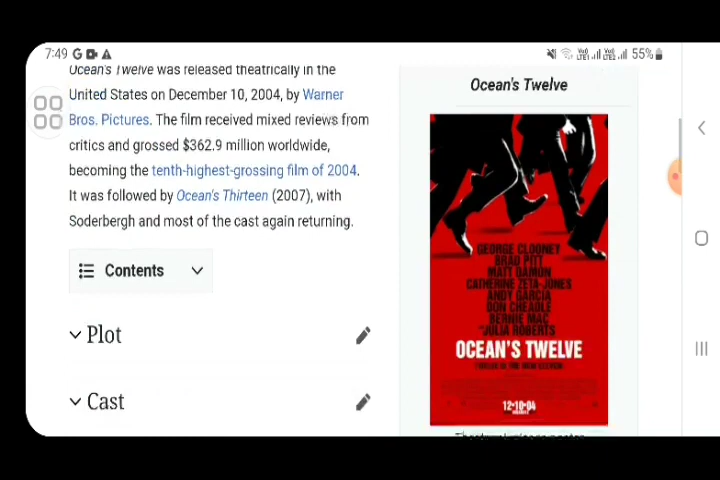 7:49 G
55%
Ocean's Twelve was released theatrically in the
United States on December 10, 2004, by Warner
Bros. Pictures. The film received mixed reviews from
critics and grossed $362.9 million worldwide,
becoming the tenth-highest-grossing film of 2004.
It was followed by Ocean's Thirteen (2007), with
Soderbergh and most of the cast again returning.
Contents
Plot
Cast
Ocean's Twelve
GEORGE CLOONEY
BRAD PITT
MATT DAMON
CATHERINE ZETA-JONES
ANDY GARCIA
DON CHEADLE
BERNIE MAC
JULIA ROBERTS
OCEAN'S TWELVE
12•10•04